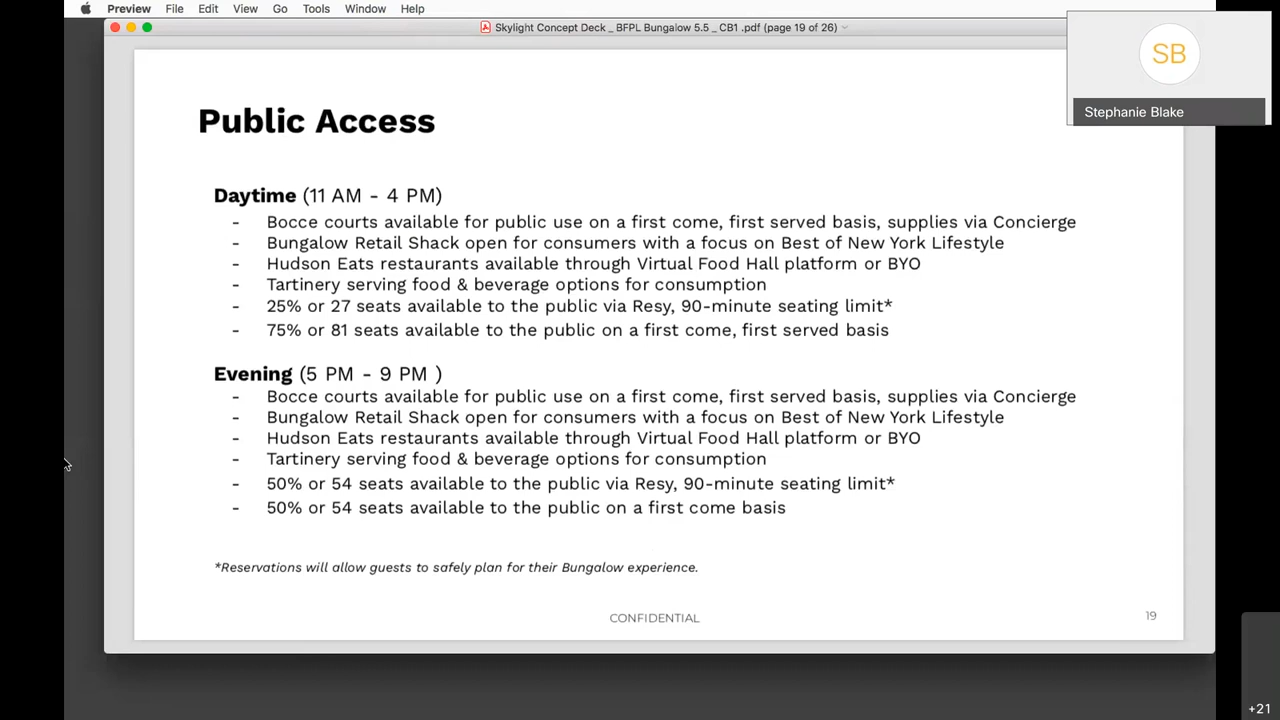 Preview File Edit View Go Tools Window Help
Skylight Concept Deck _ BFPL Bungalow 5.5 _ CB1 .pdf (page 19 of 26)
SB
Stephanie Blake
Public Access
Daytime (11 AM - 4 PM)
- Bocce courts available for public use on a first come, first served basis, supplies via Concierge
- Bungalow Retail Shack open for consumers with a focus on Best of New York Lifestyle
- Hudson Eats restaurants available through Virtual Food Hall platform or BYO
- Tartinery serving food & beverage options for consumption
- 25% or 27 seats available to the public via Resy, 90-minute seating limit*
- 75% or 81 seats available to the public on a first come, first served basis
Evening (5 PM - 9 PM )
- Bocce courts available for public use on a first come, first served basis, supplies via Concierge
- Bungalow Retail Shack open for consumers with a focus on Best of New York Lifestyle
- Hudson Eats restaurants available through Virtual Food Hall platform or BYO
- Tartinery serving food & beverage options for consumption
- 50% or 54 seats available to the public via Resy, 90-minute seating limit*
- 50% or 54 seats available to the public on a first come basis
*Reservations will allow guests to safely plan for their Bungalow experience.
CONFIDENTIAL
19
+21